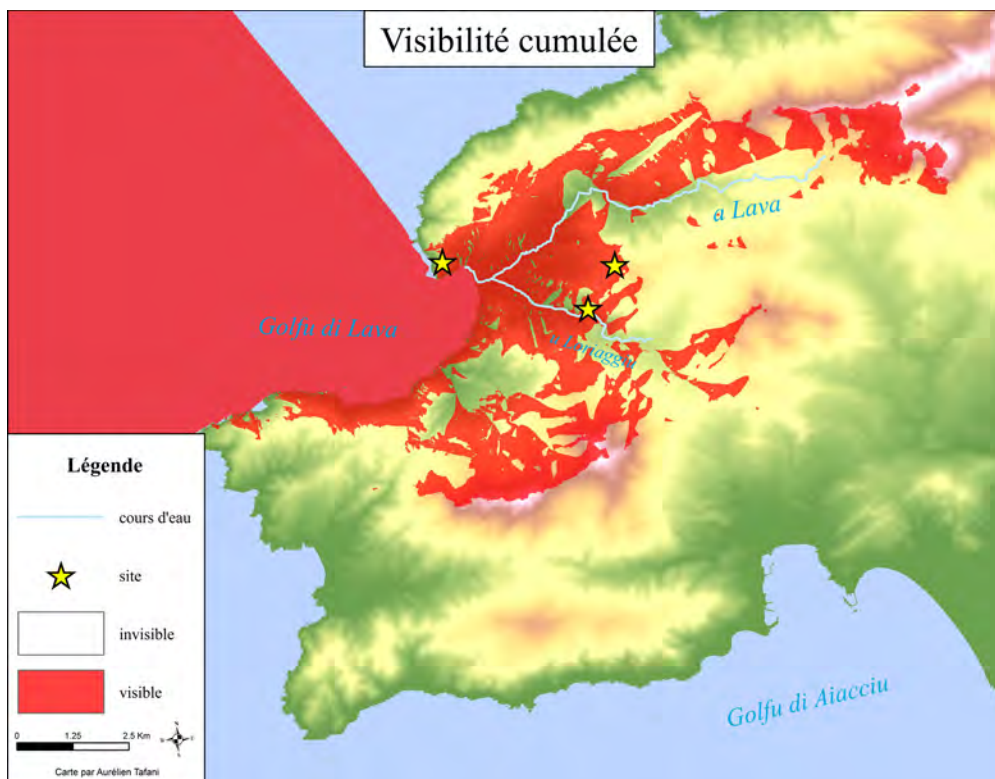 Visibilité cumulée
a Lava
Golfu di Lava
u Loriaggiu
Golfu di Aiacciu
Légende
cours d'eau
site
invisible
visible
0 1.25 2.5 Km
N
Carte par Aurélien Tafani